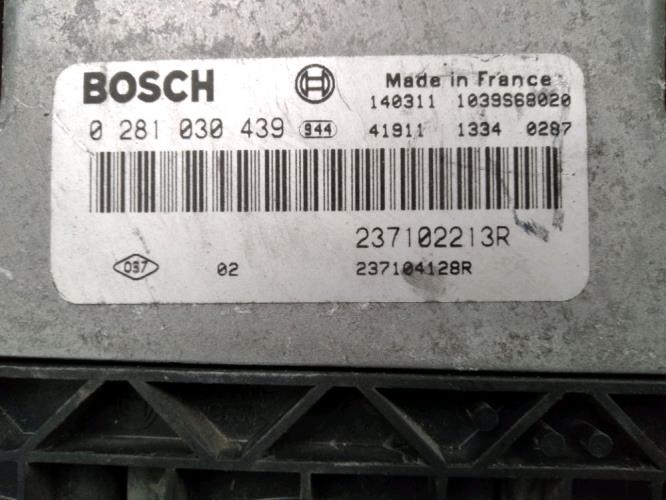 BOSCH Made in France
140311 1039S68020
0 281 030 439 944 41911 1334 0287
237102213R
037 02 237104128R